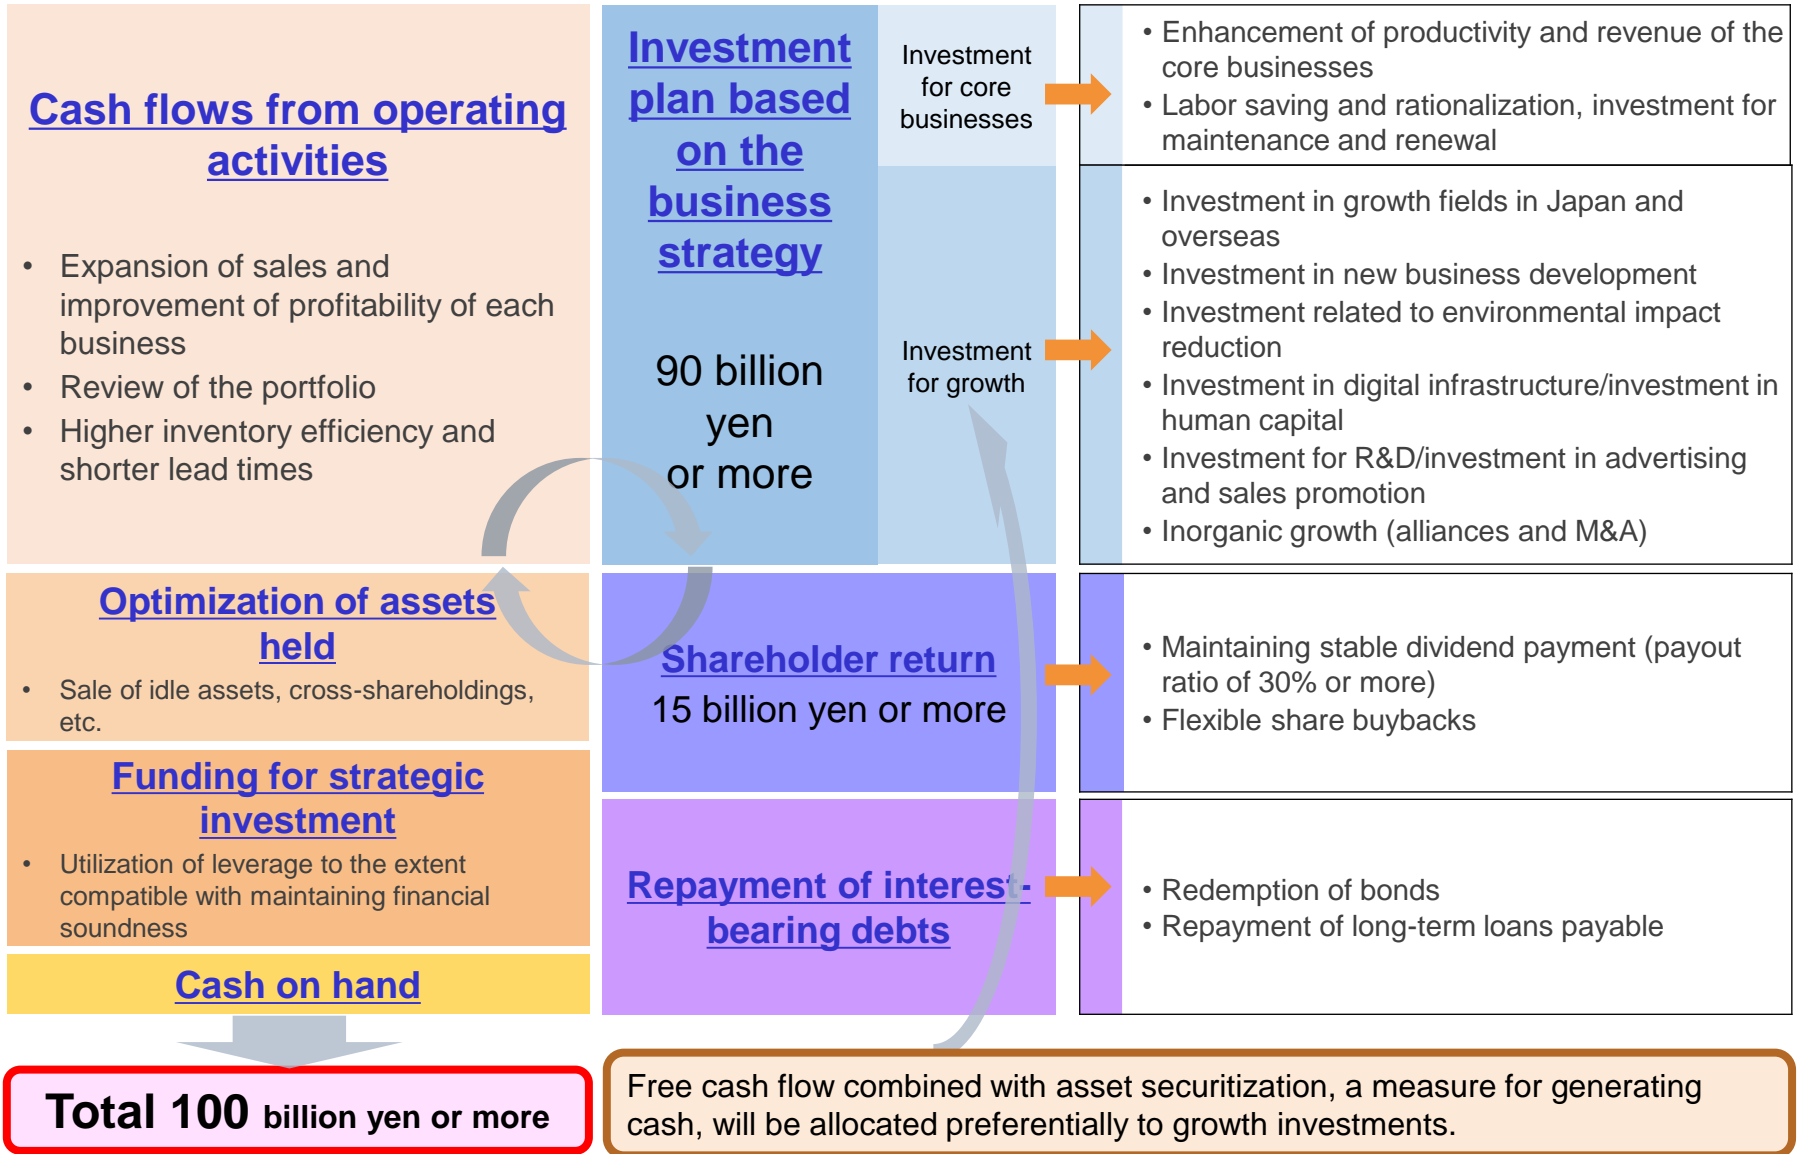 Cash flows from operating
activities
• Expansion of sales and
improvement of profitability of each
business
• Review of the portfolio
• Higher inventory efficiency and
shorter lead times
Optimization of assets
held
• Sale of idle assets, cross-shareholdings,
etc.
Funding for strategic
investment
• Utilization of leverage to the extent
compatible with maintaining financial
soundness
Cash on hand
Total 100 billion yen or more
Investment
plan based
on the
business
strategy
90 billion
yen
or more
Investment
for core
businesses
• Enhancement of productivity and revenue of the
core businesses
• Labor saving and rationalization, investment for
maintenance and renewal
Investment
for growth
• Investment in growth fields in Japan and
overseas
• Investment in new business development
• Investment related to environmental impact
reduction
• Investment in digital infrastructure/investment in
human capital
• Investment for R&D/investment in advertising
and sales promotion
• Inorganic growth (alliances and M&A)
Shareholder return
15 billion yen or more
• Maintaining stable dividend payment (payout
ratio of 30% or more)
• Flexible share buybacks
Repayment of interest-
bearing debts
• Redemption of bonds
• Repayment of long-term loans payable
Free cash flow combined with asset securitization, a measure for generating
cash, will be allocated preferentially to growth investments.